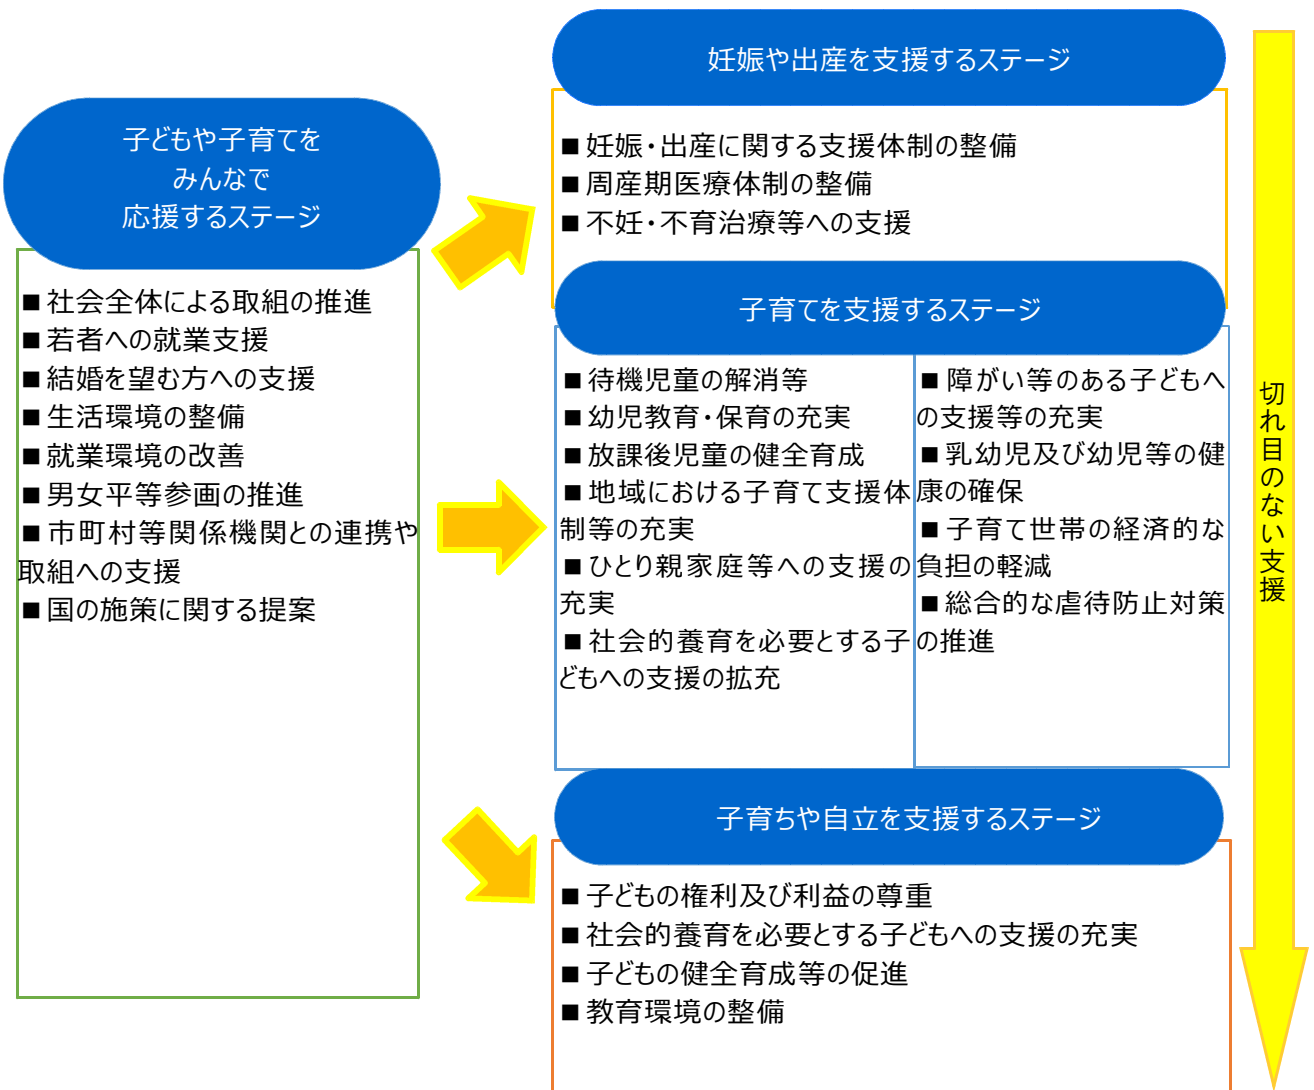 子どもや子育てを
みんなで
応援するステージ
■ 社会全体による取組の推進
■ 若者への就業支援
■ 結婚を望む方への支援
■ 生活環境の整備
■ 就業環境の改善
■ 男女平等参画の推進
■ 市町村等関係機関との連携や
取組への支援
■ 国の施策に関する提案
妊娠や出産を支援するステージ
■ 妊娠・出産に関する支援体制の整備
■ 周産期医療体制の整備
■ 不妊・不育治療等への支援
子育てを支援するステージ
■ 待機児童の解消等
■ 幼児教育・保育の充実
■ 放課後児童の健全育成
■ 地域における子育て支援体
制等の充実
■ ひとり親家庭等への支援の
充実
■ 社会的養育を必要とする子
どもへの支援の拡充
■ 障がい等のある子どもへ
の支援等の充実
■ 乳幼児及び幼児等の健
康の確保
■ 子育て世帯の経済的な
負担の軽減
■ 総合的な虐待防止対策
の推進
子育ちや自立を支援するステージ
■ 子どもの権利及び利益の尊重
■ 社会的養育を必要とする子どもへの支援の充実
■ 子どもの健全育成等の促進
■ 教育環境の整備
切れ目のない支援